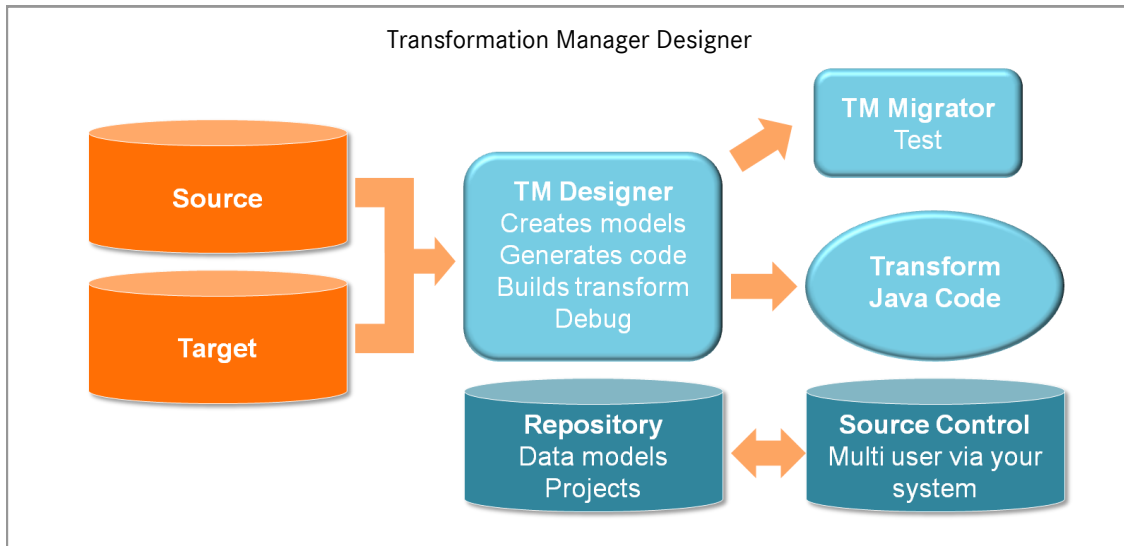 Transformation Manager Designer
Source
Target
TM Designer
Creates models
Generates code
Builds transform
Debug
TM Migrator
Test
Transform
Java Code
Repository
Data models
Projects
Source Control
Multi user via your
system